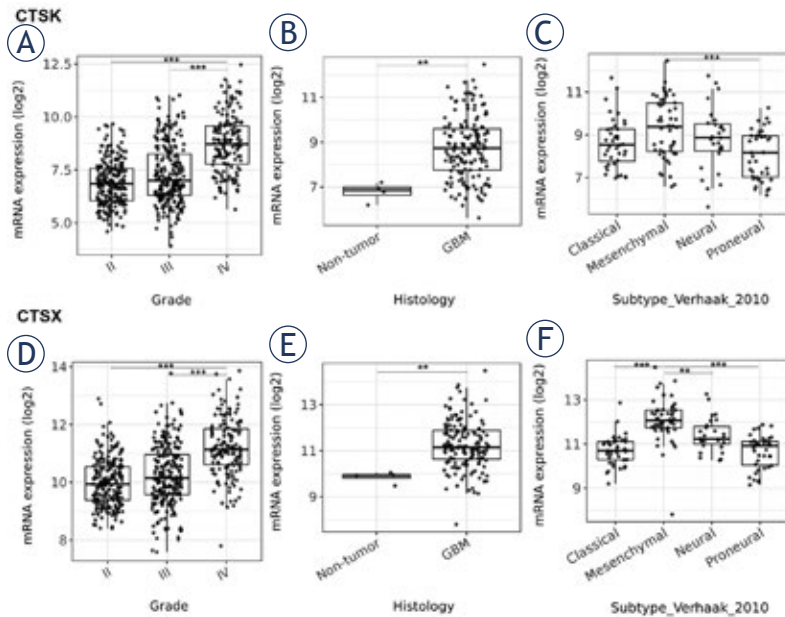 CTSK
A
B
C
mRNA expression (log2)
12.5
10.0
7.5
5.0
***
***
II
III
IV
Grade
mRNA expression (log2)
11
9
7
**
Non-tumor
GBM
Histology
mRNA expression (log2)
11
9
7
***
Classical
Mesenchymal
Neural
Proneural
Subtype_Verhaak_2010
CTSX
D
E
F
mRNA expression (log2)
14
12
10
8
***
***
II
III
IV
Grade
mRNA expression (log2)
13
11
9
**
Non-tumor
GBM
Histology
mRNA expression (log2)
13
11
9
***
**
***
Classical
Mesenchymal
Neural
Proneural
Subtype_Verhaak_2010